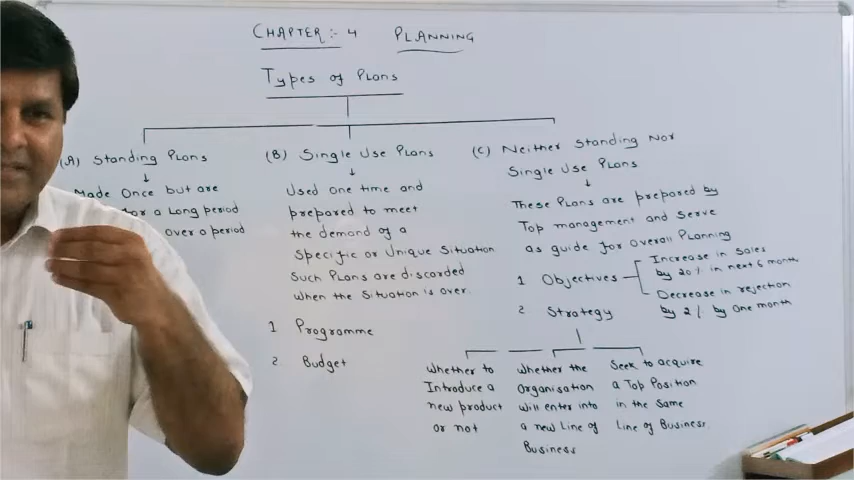 CHAPTER :- 4 PLANNING
Types of Plans
(A) Standing Plans
Made Once but are
for a Long period
over a period
(B) Single Use Plans
Used one time and
prepared to meet
the demand of a
Specific or Unique Situation
Such Plans are discarded
When the Situation is over.
1 Programme
2 Budget
(C) Neither Standing Nor
Single Use Plans
These Plans are prepared by
Top management and Serve
as guide for overall Planning
1 Objectives
Increase in Sales
by 20% in next 6 month
Decrease in rejection
by 2% by One month
2 Strategy
Whether to
Introduce a
new product
or not
Whether the
Organisation
will enter into
a new Line of
Business
Seek to acquire
a Top Position
in the Same
Line of Business.